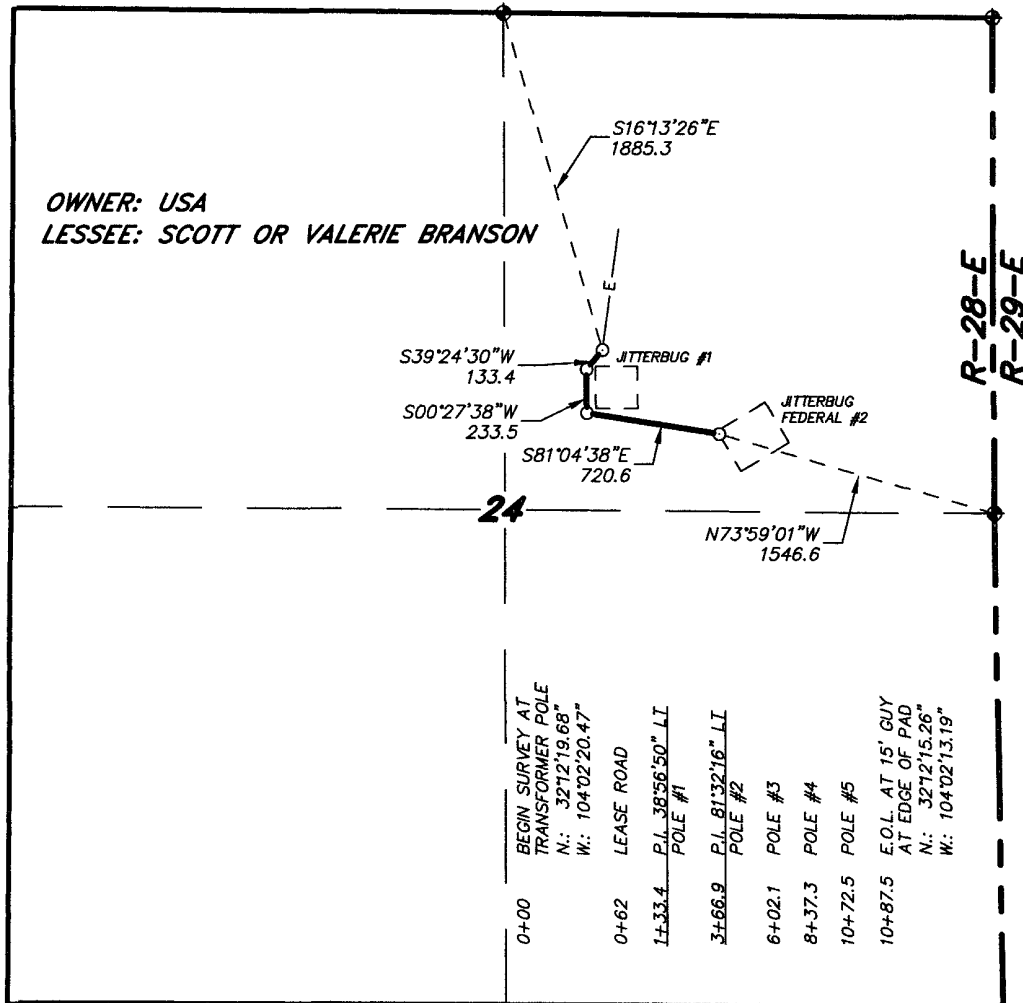 S16°13'26"E
1885.3
OWNER: USA
LESSEE: SCOTT OR VALERIE BRANSON
E
R-28-E
R-29-E
S39°24'30"W
133.4
JITTERBUG #1
S00°27'38"W
233.5
JITTERBUG
FEDERAL #2
S81°04'38"E
720.6
24
N73°59'01"W
1546.6
0+00 BEGIN SURVEY AT
TRANSFORMER POLE
N.: 32°12'19.68"
W.: 104°02'20.47"
0+62 LEASE ROAD
1+33.4 P.I. 38°56'50" LT
POLE #1
3+66.9 P.I. 81°32'16" LT
POLE #2
6+02.1 POLE #3
8+37.3 POLE #4
10+72.5 POLE #5
10+87.5 E.O.L. AT 15' GUY
AT EDGE OF PAD
N.: 32°12'15.26"
W.: 104°02'13.19"